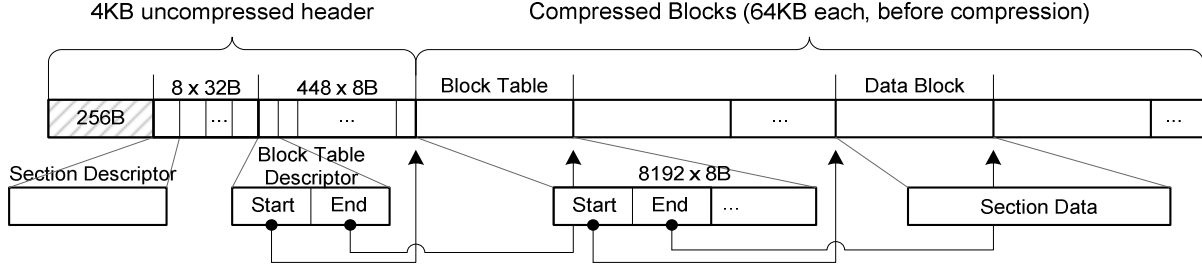 4KB uncompressed header
Compressed Blocks (64KB each, before compression)
8 x 32B
448 x 8B
Block Table
Data Block
256B
...
...
...
...
Section Descriptor
Block Table
Descriptor
8192 x 8B
Start
End
Start
End
...
Section Data